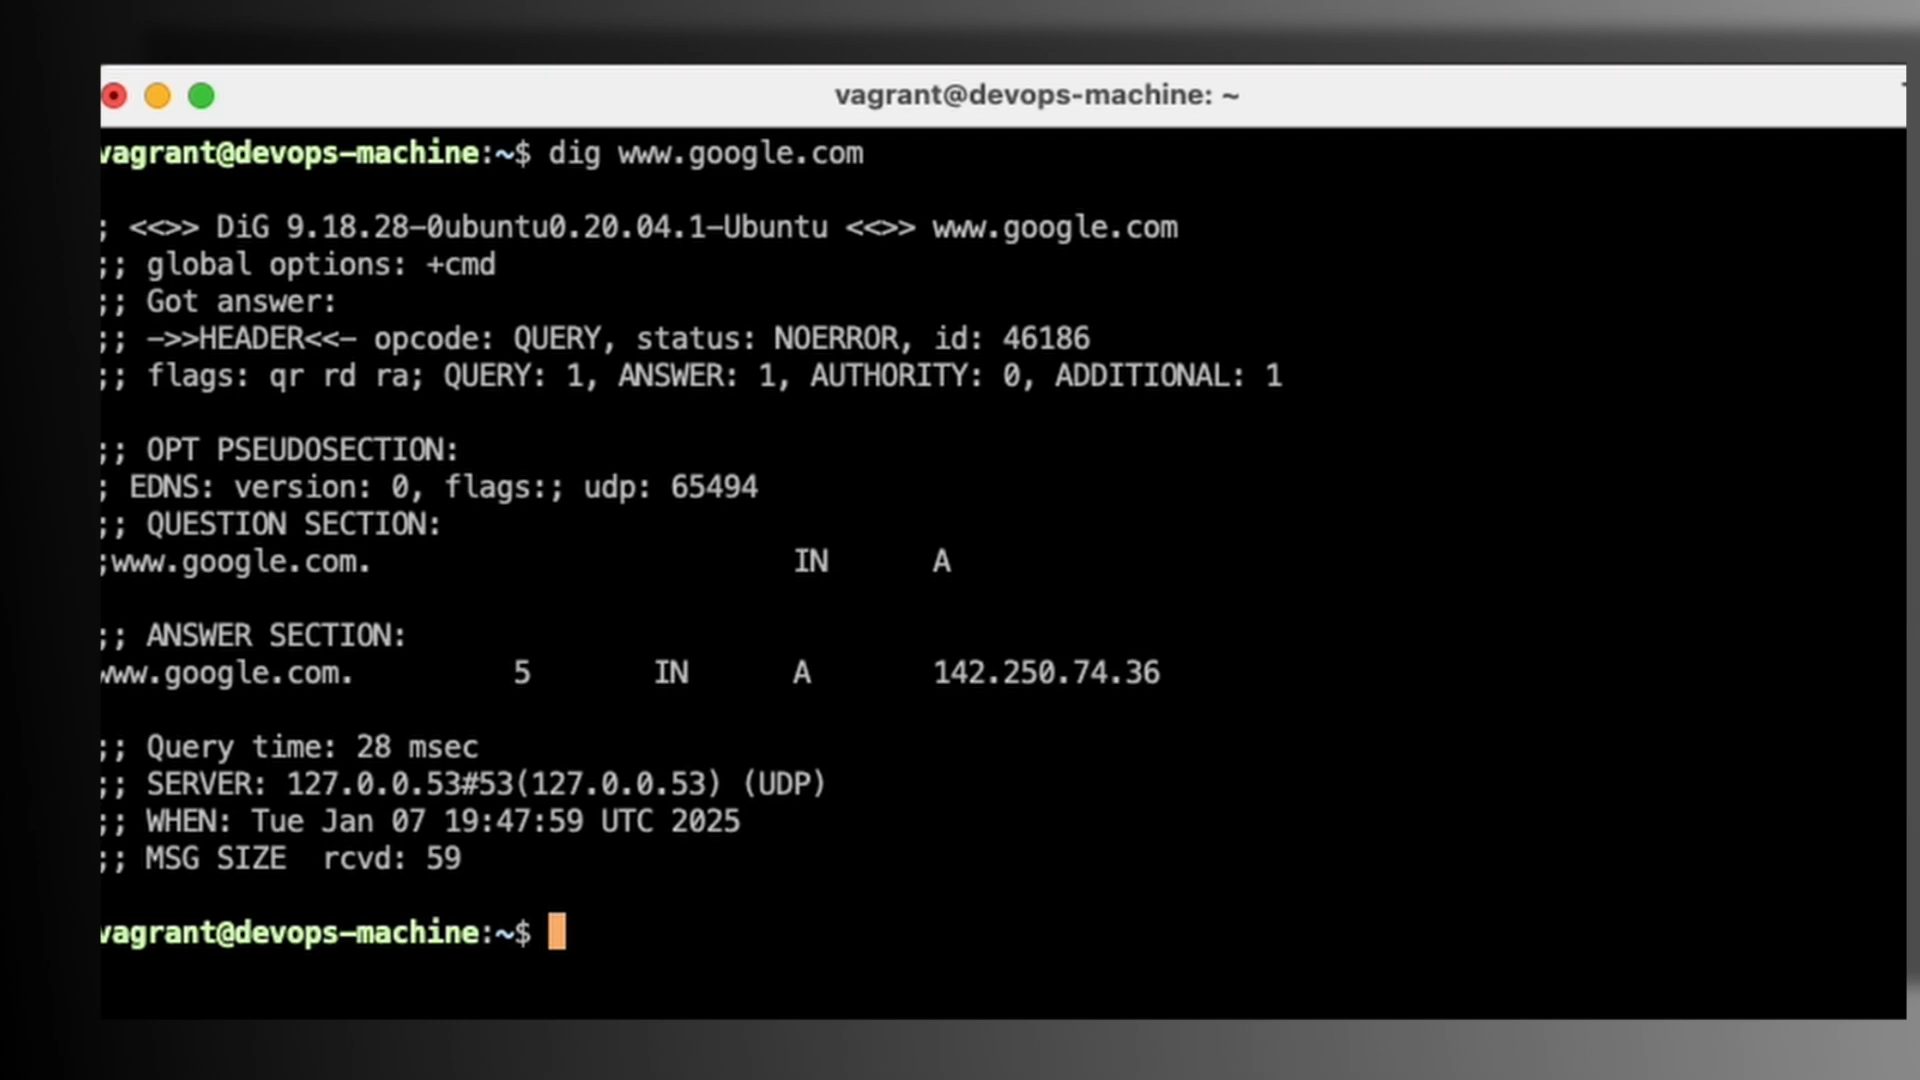 vagrant@devops-machine: ~
vagrant@devops-machine:~$ dig www.google.com
; <<>> DiG 9.18.28-0ubuntu0.20.04.1-Ubuntu <<>> www.google.com
;; global options: +cmd
;; Got answer:
;; ->>HEADER<<- opcode: QUERY, status: NOERROR, id: 46186
;; flags: qr rd ra; QUERY: 1, ANSWER: 1, AUTHORITY: 0, ADDITIONAL: 1
;; OPT PSEUDOSECTION:
; EDNS: version: 0, flags:; udp: 65494
;; QUESTION SECTION:
;www.google.com. IN A
;; ANSWER SECTION:
www.google.com. 5 IN A 142.250.74.36
;; Query time: 28 msec
;; SERVER: 127.0.0.53#53(127.0.0.53) (UDP)
;; WHEN: Tue Jan 07 19:47:59 UTC 2025
;; MSG SIZE  rcvd: 59
vagrant@devops-machine:~$